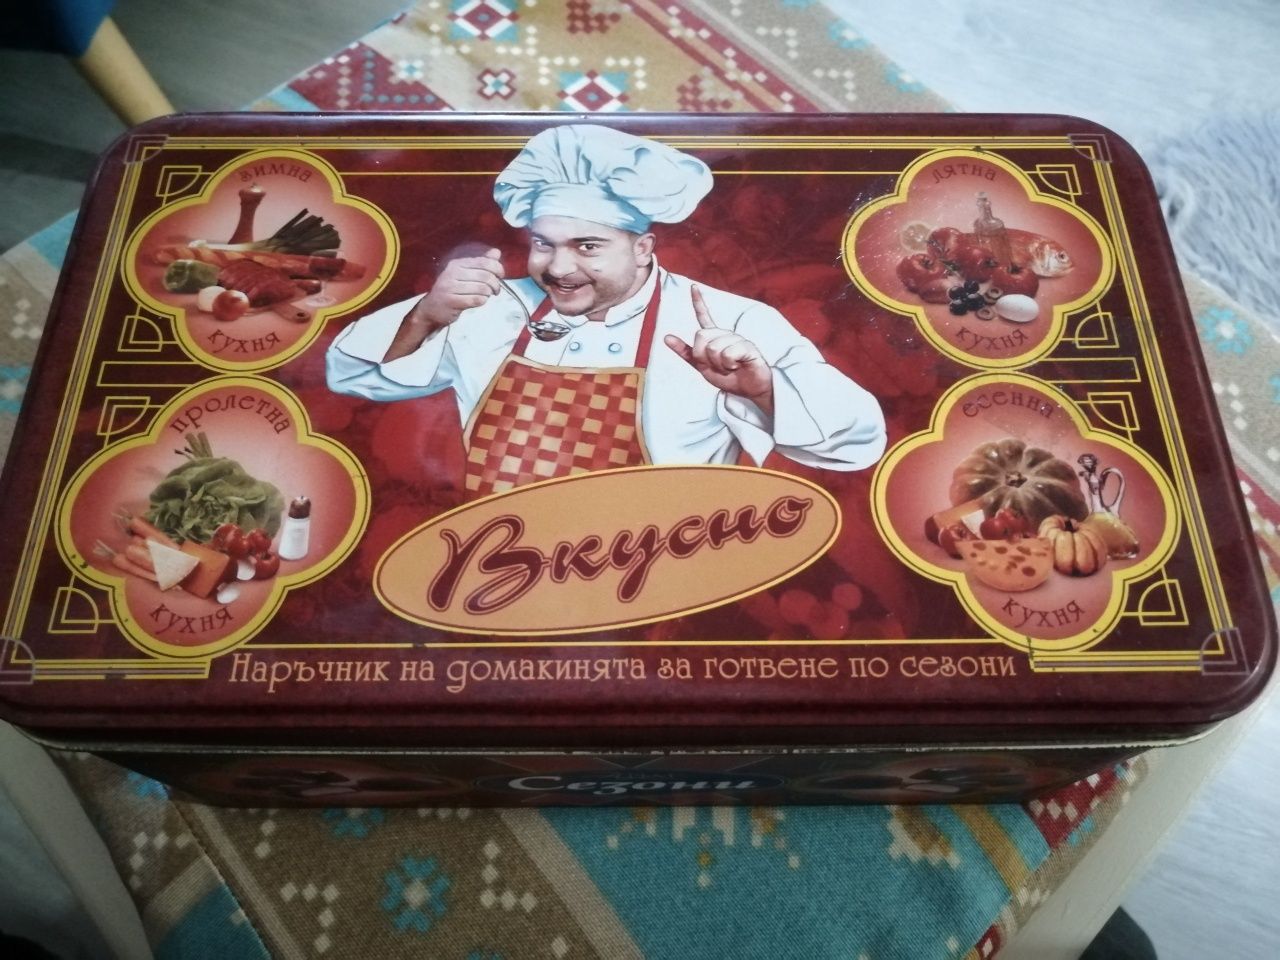 зимна
кухня
лятна
кухня
пролетна
кухня
есенна
кухня
Вкусно
Наръчник на домакинята за готвене по сезони
Сезони